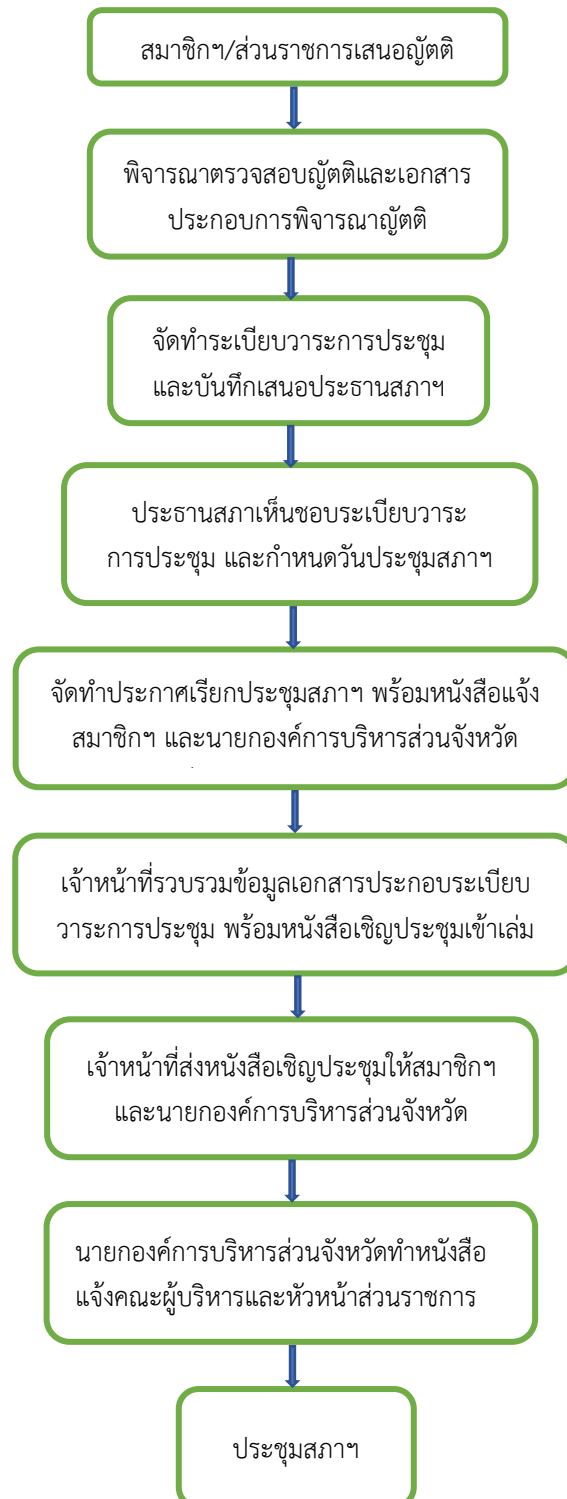 สมาชิกฯ/ส่วนราชการเสนอญัตติ
พิจารณาตรวจสอบญัตติและเอกสาร
ประกอบการพิจารณาญัตติ
จัดทำระเบียบวาระการประชุม
และบันทึกเสนอประธานสภาฯ
ประธานสภาเห็นชอบระเบียบวาระ
การประชุม และกำหนดวันประชุมสภาฯ
จัดทำประกาศเรียกประชุมสภาฯ พร้อมหนังสือแจ้ง
สมาชิกฯ และนายกองค์การบริหารส่วนจังหวัด
เจ้าหน้าที่รวบรวมข้อมูลเอกสารประกอบระเบียบ
วาระการประชุม พร้อมหนังสือเชิญประชุมเข้าเล่ม
เจ้าหน้าที่ส่งหนังสือเชิญประชุมให้สมาชิกฯ
และนายกองค์การบริหารส่วนจังหวัด
นายกองค์การบริหารส่วนจังหวัดทำหนังสือ
แจ้งคณะผู้บริหารและหัวหน้าส่วนราชการ
ประชุมสภาฯ